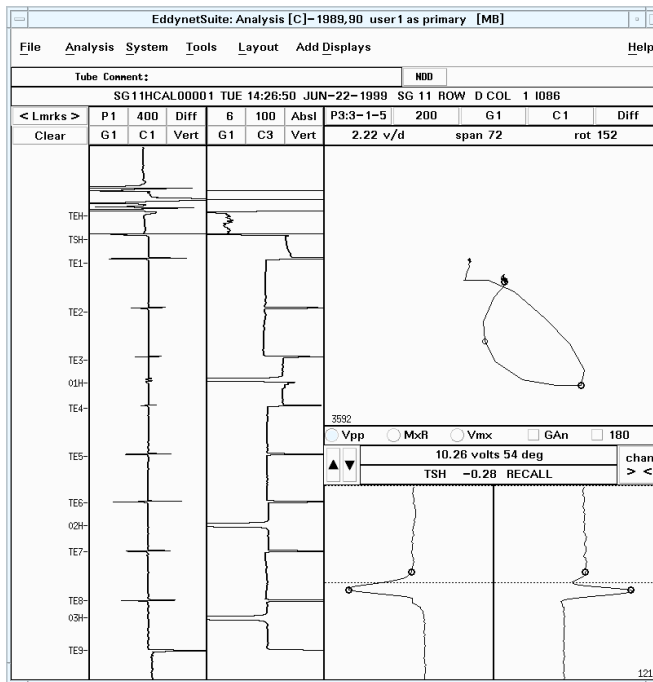 EddynetSuite: Analysis [C]-1989,90 user1 as primary [MB]
File Analysis System Tools Layout Add Displays Help
Tube Comment: NDD
SG11HCAL00001 TUE 14:26:50 JUN-22-1999 SG 11 ROW D COL 1 I086
< Lmrks > P1 400 Diff 6 100 Absl P3:3-1-5 200 G1 C1 Diff
Clear G1 C1 Vert G1 C3 Vert 2.22 v/d span 72 rot 152
TEH
TSH
TE1
TE2
TE3
01H
TE4
TE5
TE6
02H
TE7
TE8
03H
TE9
3592
Vpp MxR Vmx GAn 180
10.26 volts 54 deg chan
TSH -0.28 RECALL > <
121